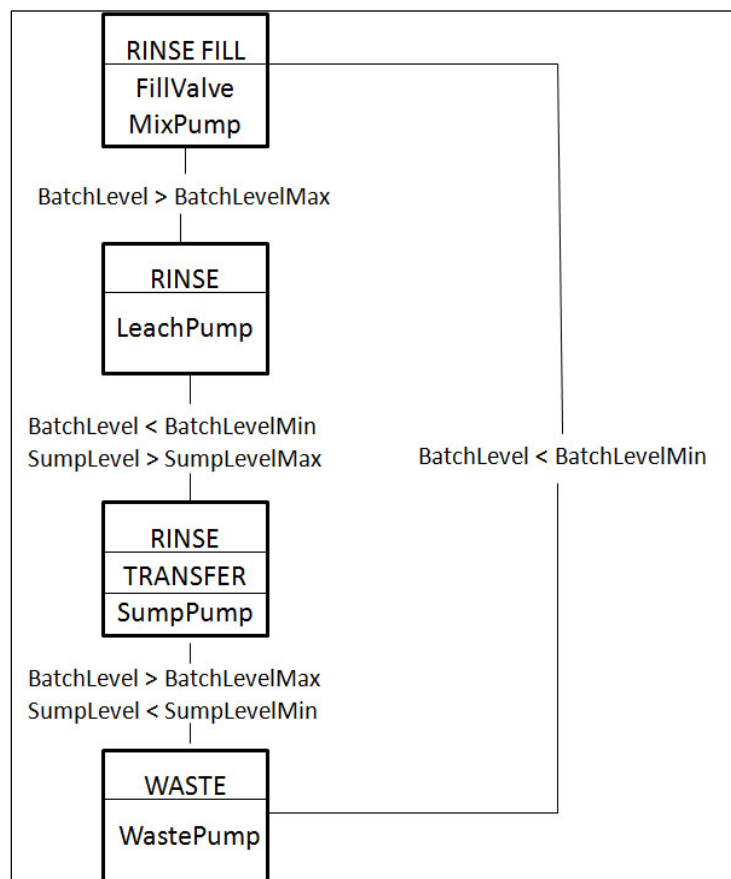 RINSE FILL
FillValve
MixPump
BatchLevel > BatchLevelMax
RINSE
LeachPump
BatchLevel < BatchLevelMin
SumpLevel > SumpLevelMax
BatchLevel < BatchLevelMin
RINSE
TRANSFER
SumpPump
BatchLevel > BatchLevelMax
SumpLevel < SumpLevelMin
WASTE
WastePump